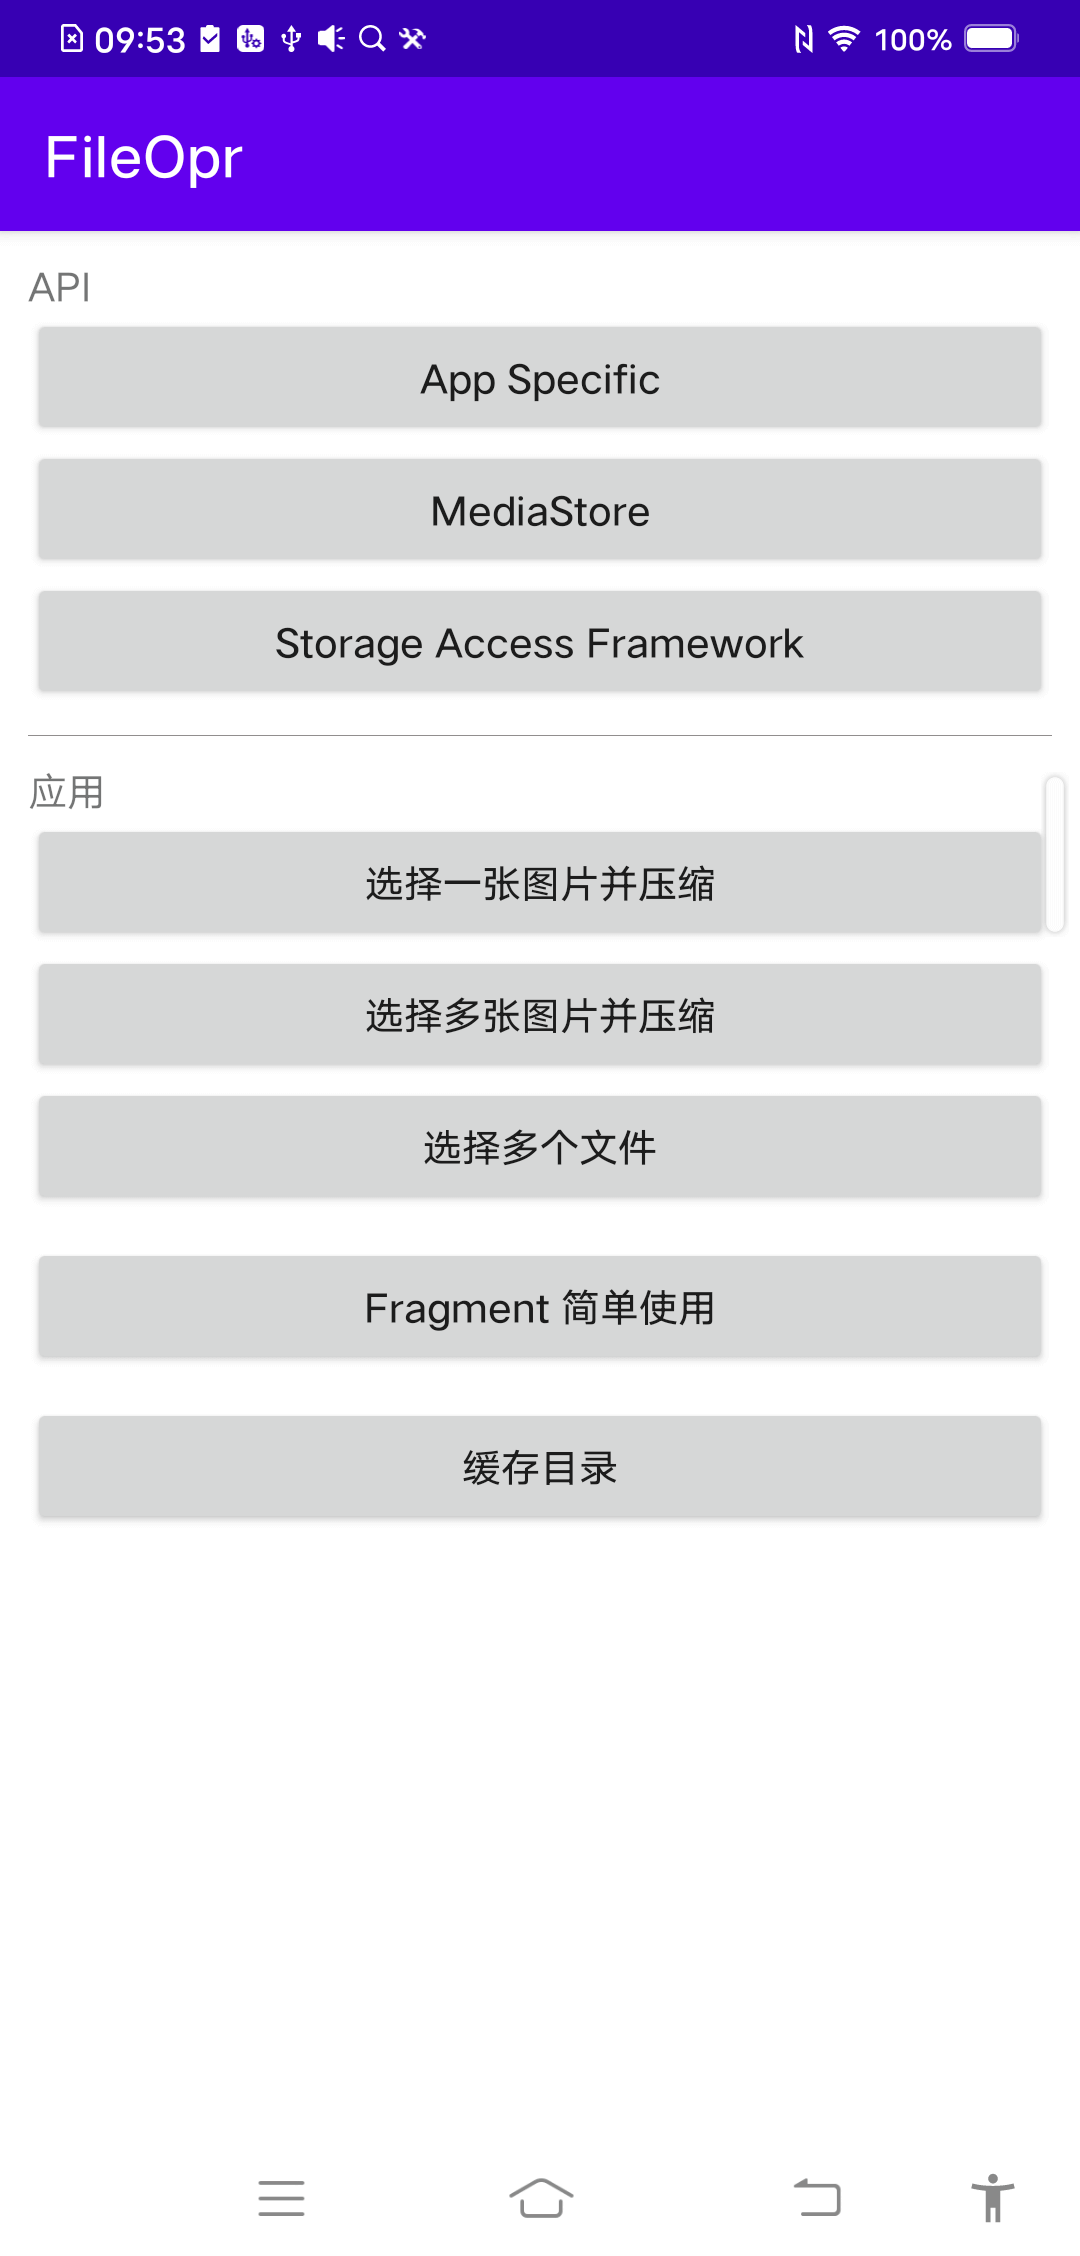 09:53
100%
FileOpr
API
App Specific
MediaStore
Storage Access Framework
应用
选择一张图片并压缩
选择多张图片并压缩
选择多个文件
Fragment 简单使用
缓存目录